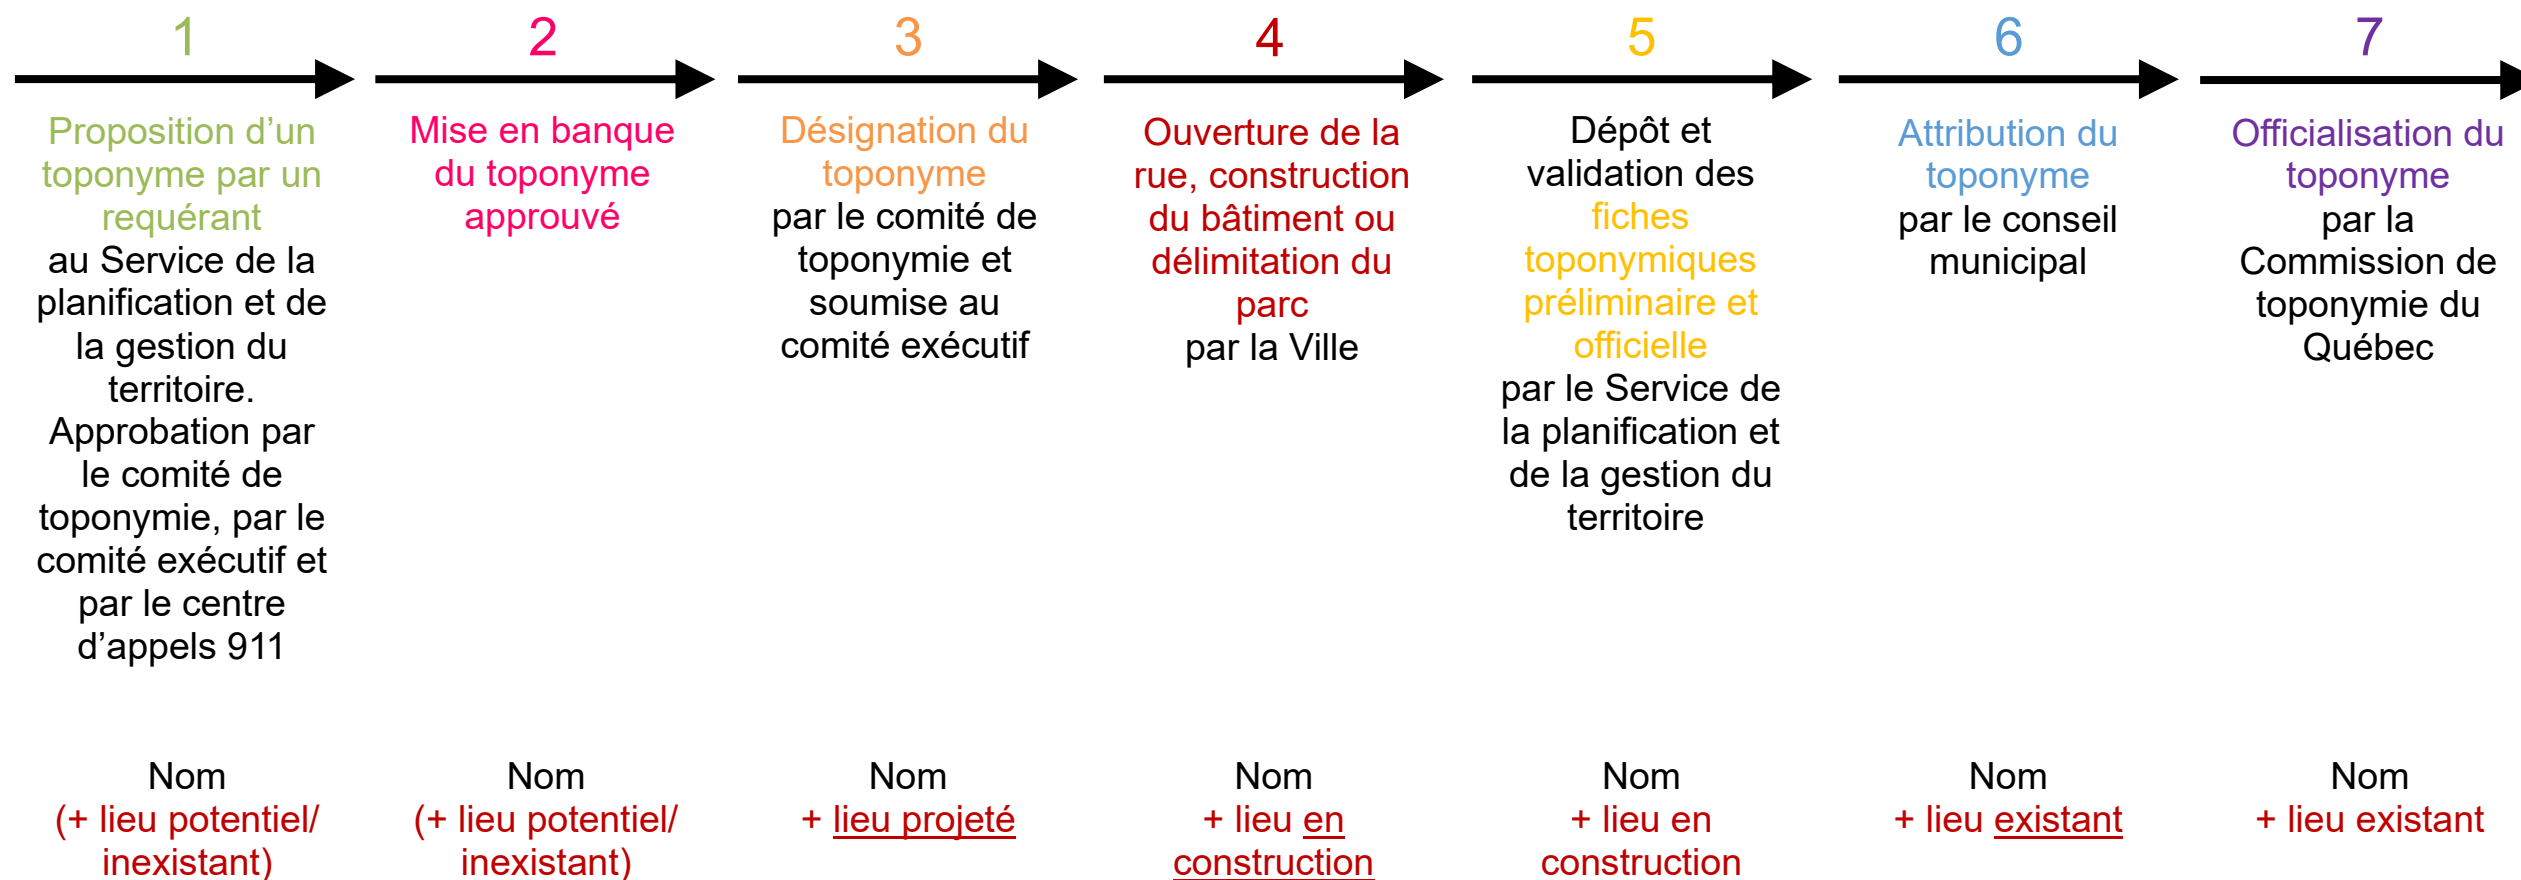 1
Proposition d’un
toponyme par un
requérant
au Service de la
planification et de
la gestion du
territoire.
Approbation par
le comité de
toponymie, par le
comité exécutif et
par le centre
d’appels 911
Nom
(+ lieu potentiel/
inexistant)
2
Mise en banque
du toponyme
approuvé
Nom
(+ lieu potentiel/
inexistant)
3
Désignation du
toponyme
par le comité de
toponymie et
soumise au
comité exécutif
Nom
+ lieu projeté
4
Ouverture de la
rue, construction
du bâtiment ou
délimitation du
parc
par la Ville
Nom
+ lieu en
construction
5
Dépôt et
validation des
fiches
toponymiques
préliminaire et
officielle
par le Service de
la planification et
de la gestion du
territoire
Nom
+ lieu en
construction
6
Attribution du
toponyme
par le conseil
municipal
Nom
+ lieu existant
7
Officialisation du
toponyme
par la
Commission de
toponymie du
Québec
Nom
+ lieu existant